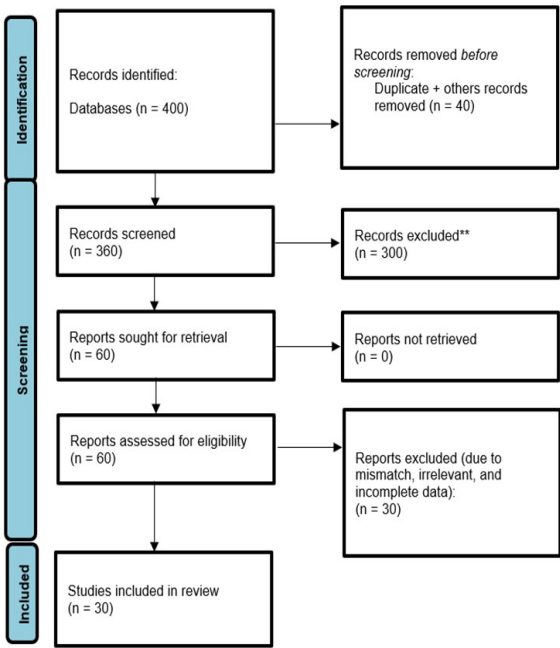 Identification
Records identified:
Databases (n = 400)
Records removed before
screening:
Duplicate + others records
removed (n = 40)
Screening
Records screened
(n = 360)
Records excluded**
(n = 300)
Reports sought for retrieval
(n = 60)
Reports not retrieved
(n = 0)
Reports assessed for eligibility
(n = 60)
Reports excluded (due to
mismatch, irrelevant, and
incomplete data):
(n = 30)
Included
Studies included in review
(n = 30)